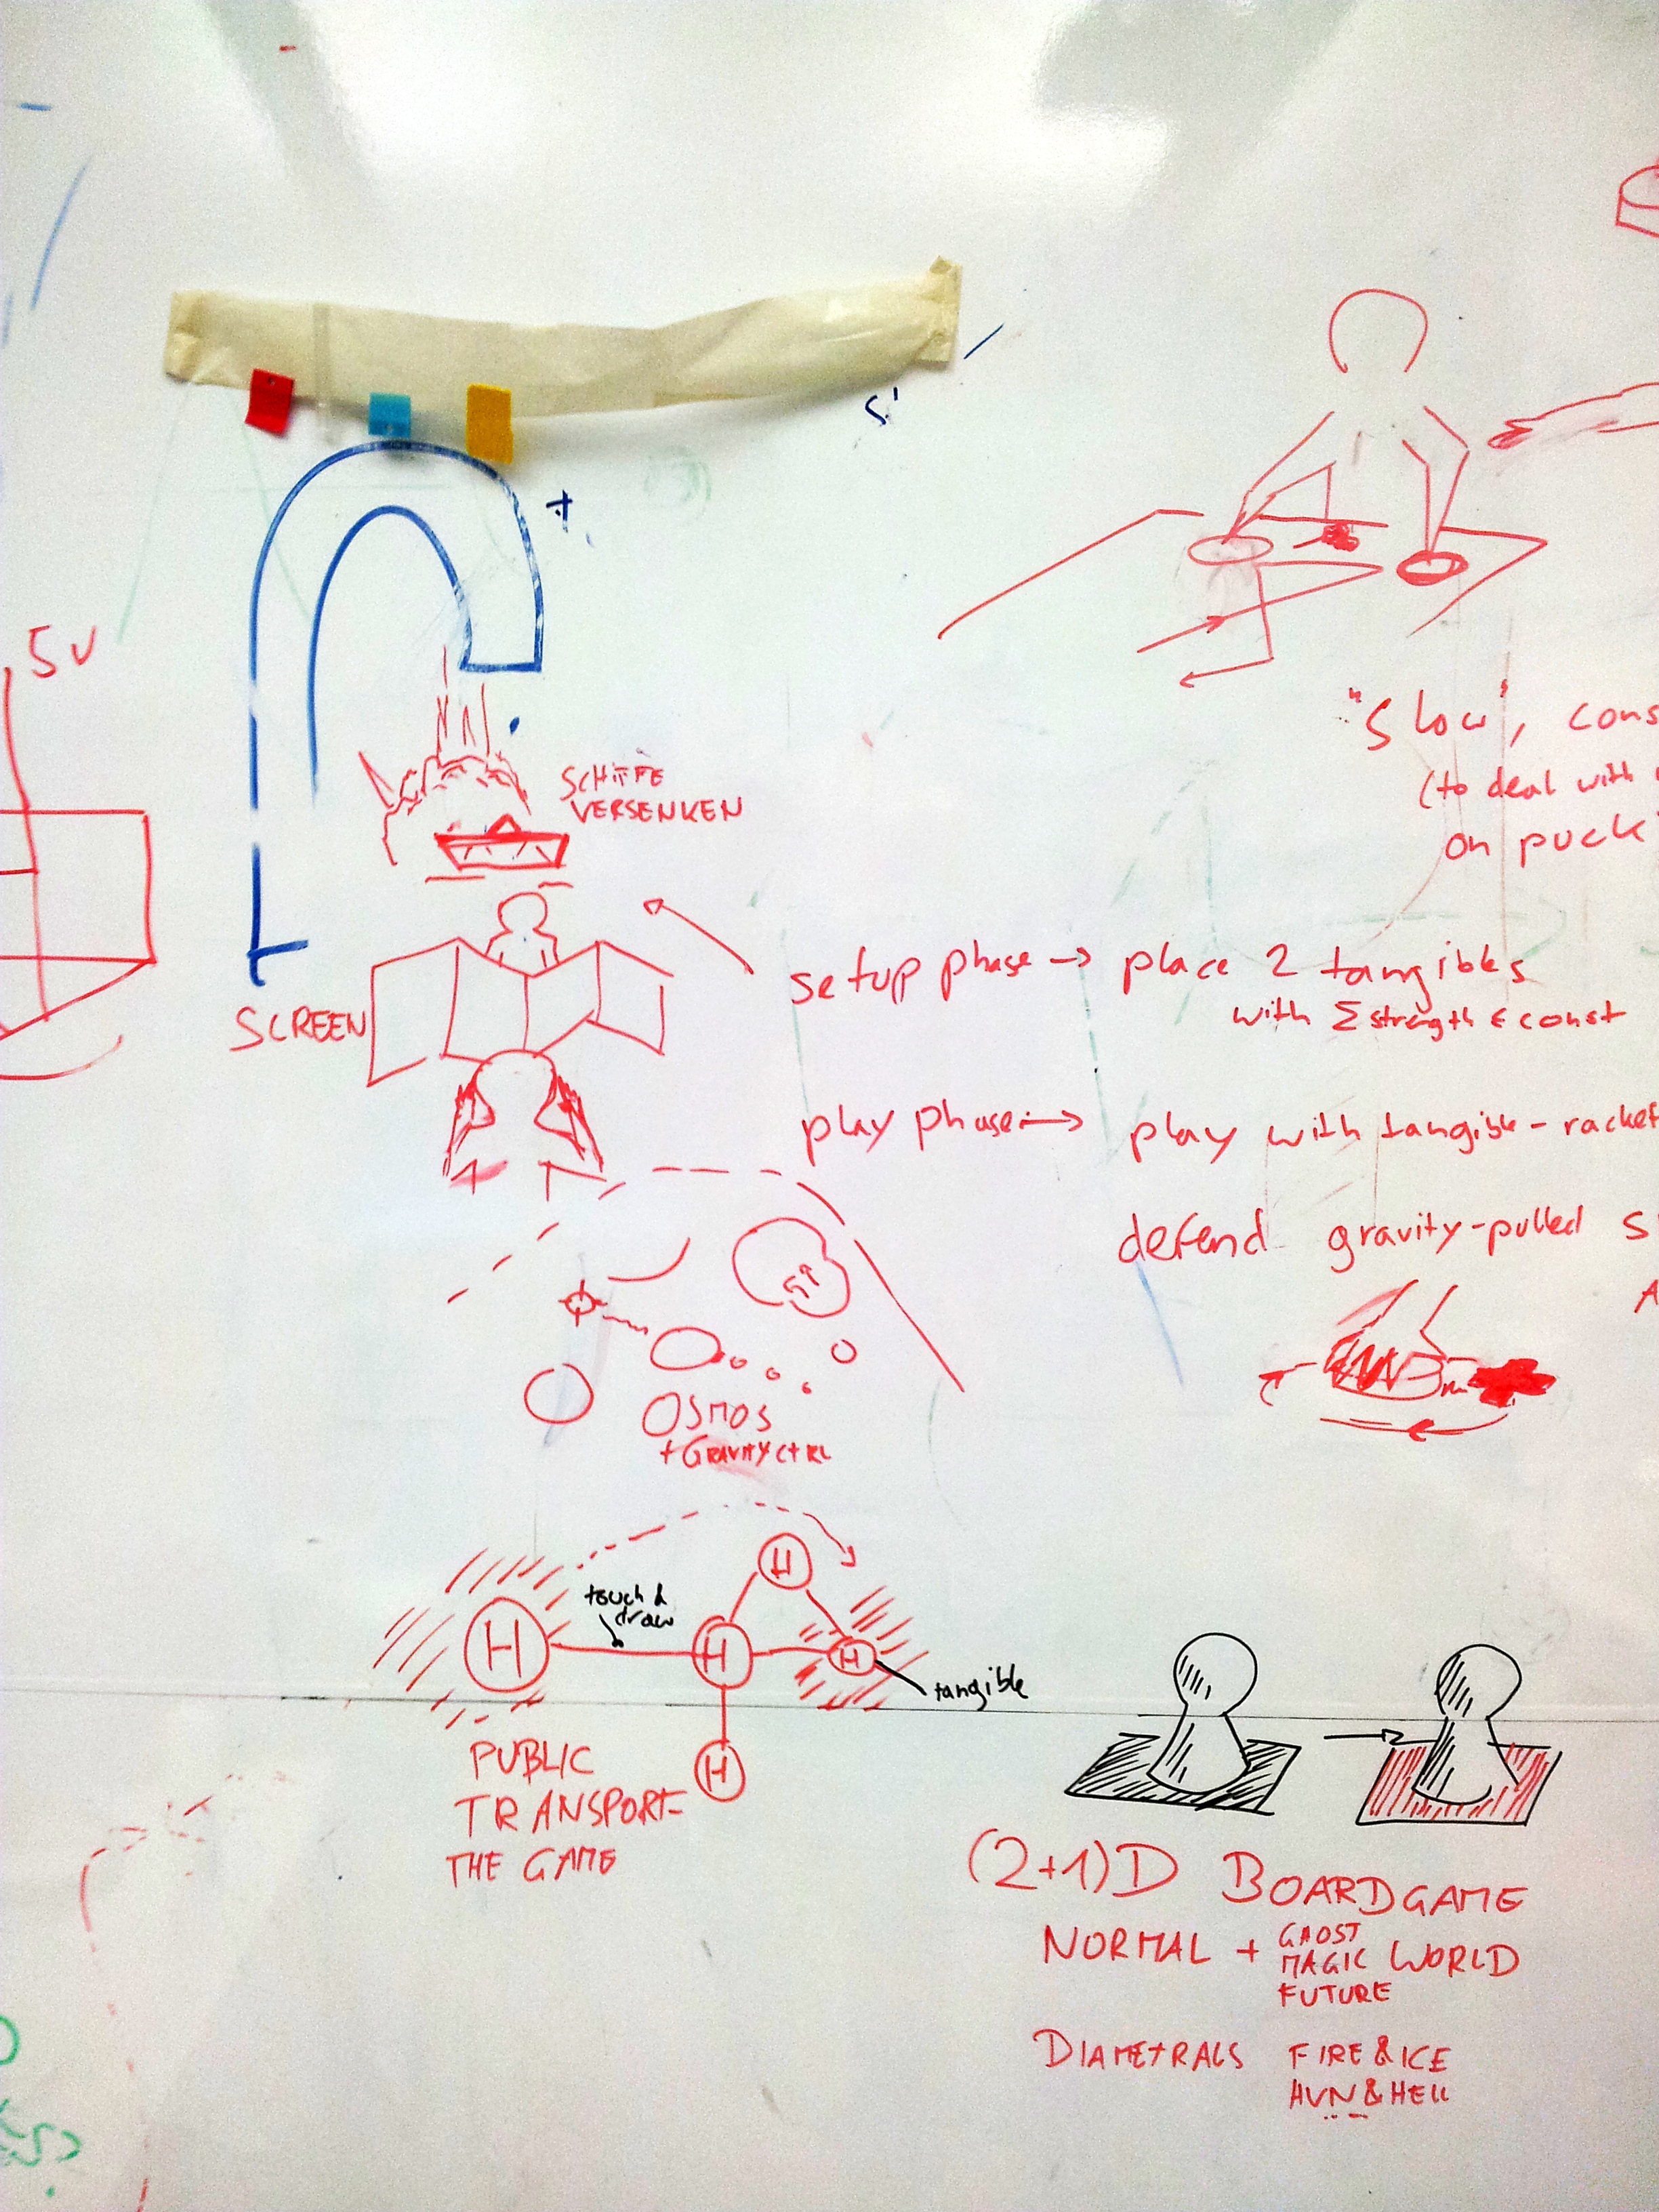 5V
SCHIFFE
VERSENKEN
"Slow", cons
(to deal with
on puck
SCREEN
setup phase → place 2 tangibles
with Σ strength ≤ const
play phase → play with tangible-racket
defend gravity-pulled s
OSMOS
+ GRAVITY CTRL
H
touch &
draw
H
H
H
tangible
H
PUBLIC
TRANSPORT-
THE GAME
(2+1)D BOARDGAME
NORMAL + GHOST
MAGIC WORLD
FUTURE
DIAMETRALS FIRE & ICE
HVN & HELL